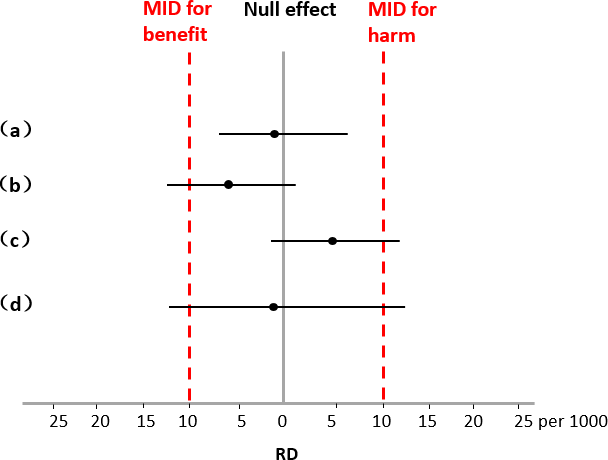 MID for benefit
Null effect
MID for harm
（a）
（b）
（c）
（d）
25 20 15 10 5 0 5 10 15 20 25 per 1000
RD